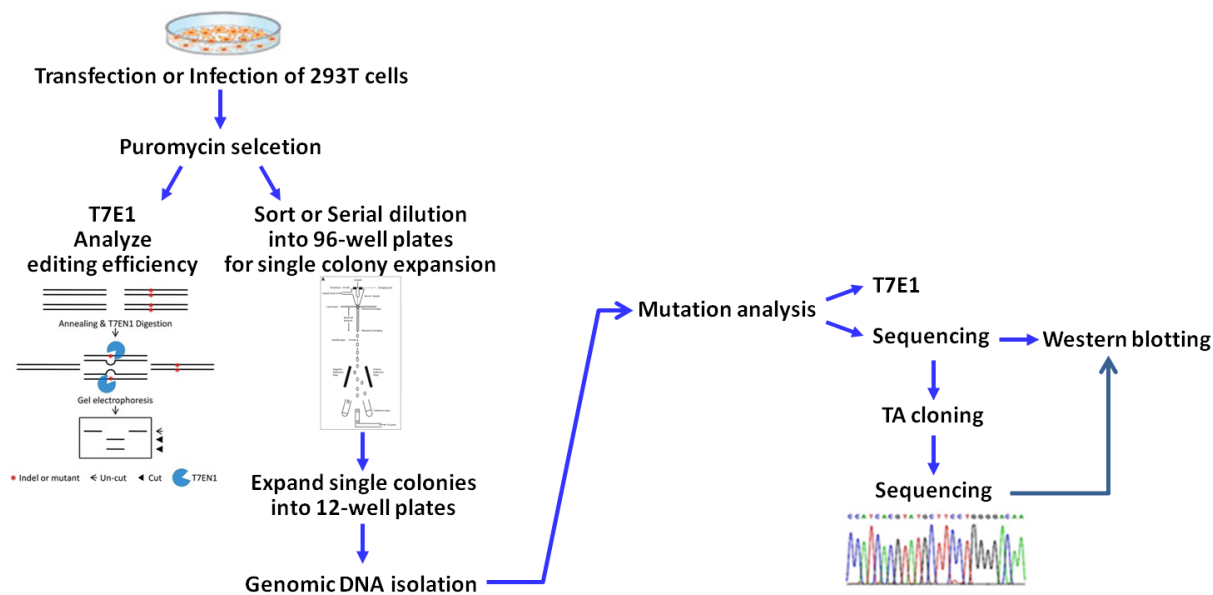 Transfection or Infection of 293T cells
Puromycin selcetion
T7E1
Analyze
editing efficiency
Sort or Serial dilution
into 96-well plates
for single colony expansion
Annealing & T7EN1 Digestion
Gel electrophoresis
Indel or mutant
Un-cut
Cut
T7EN1
A
Expand single colonies
into 12-well plates
Genomic DNA isolation
Mutation analysis
T7E1
Sequencing
Western blotting
TA cloning
Sequencing
C C A T C A C G T A T G C T T C C T G G G G A C A A